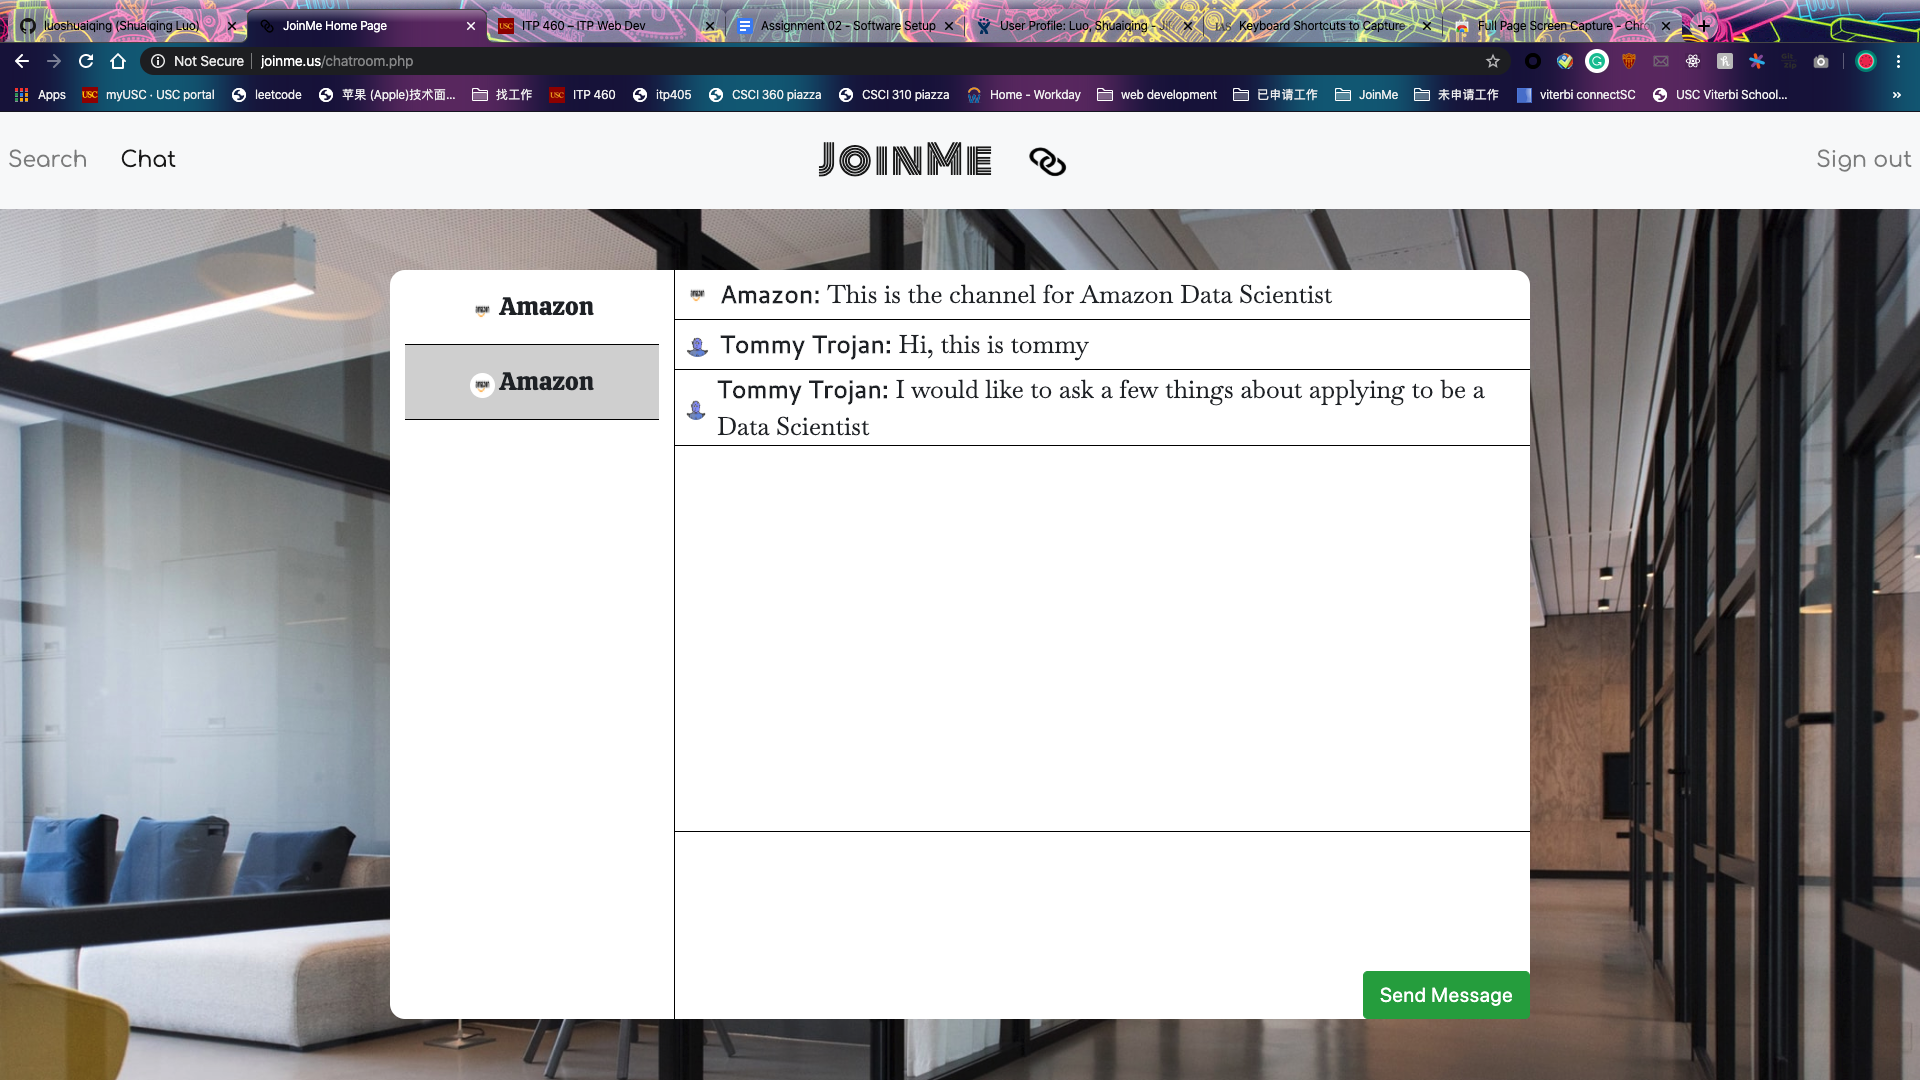 luoshuaiqing (Shuaiqing Luo)
JoinMe Home Page
ITP 460 – ITP Web Dev
Assignment 02 - Software Setup
User Profile: Luo, Shuaiqing -
Keyboard Shortcuts to Capture
Full Page Screen Capture - Chr
Not Secure
joinme.us/chatroom.php
Apps
USC
myUSC · USC portal
leetcode
苹果 (Apple)技术面...
找工作
USC
ITP 460
itp405
CSCI 360 piazza
CSCI 310 piazza
Home - Workday
web development
已申请工作
JoinMe
未申请工作
viterbi connectSC
USC Viterbi School...
»
Search
Chat
JOINME
Sign out
Amazon
Amazon
Amazon: This is the channel for Amazon Data Scientist
Tommy Trojan: Hi, this is tommy
Tommy Trojan: I would like to ask a few things about applying to be a
Data Scientist
Send Message